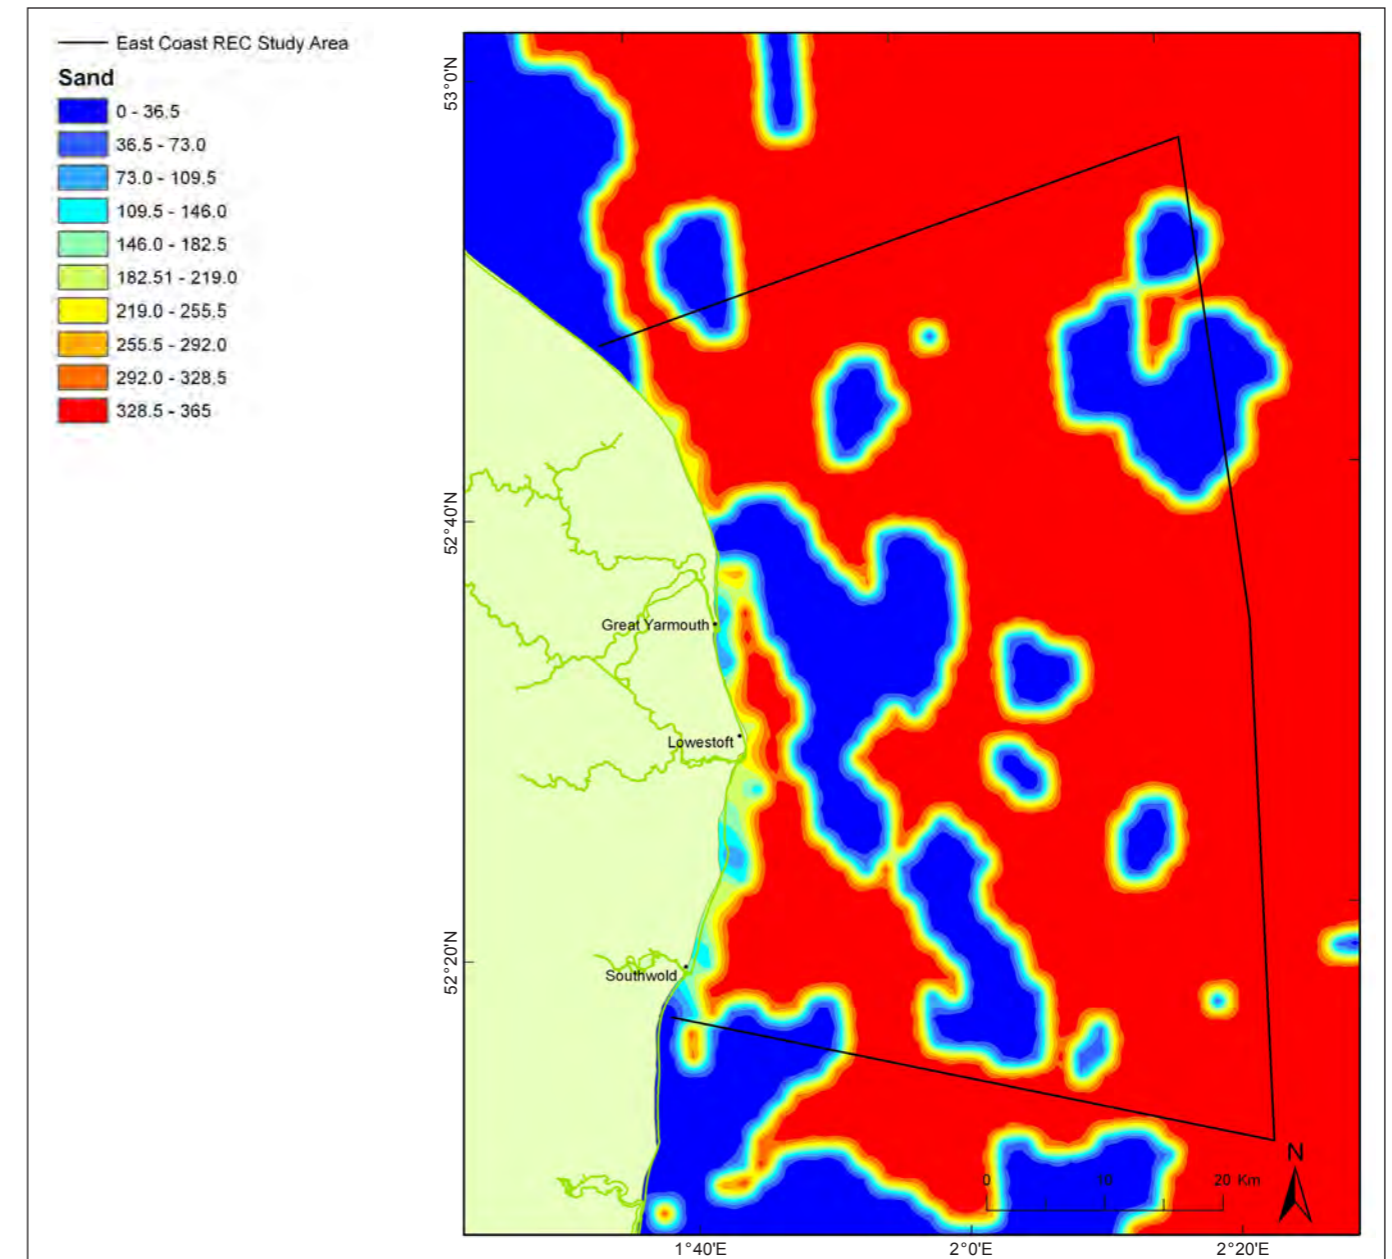 East Coast REC Study Area
Sand
0 - 36.5
36.5 - 73.0
73.0 - 109.5
109.5 - 146.0
146.0 - 182.5
182.51 - 219.0
219.0 - 255.5
255.5 - 292.0
292.0 - 328.5
328.5 - 365
53°0'N
52°40'N
52°20'N
Great Yarmouth
Lowestoft
Southwold
N
0 10 20 Km
1°40'E 2°0'E 2°20'E